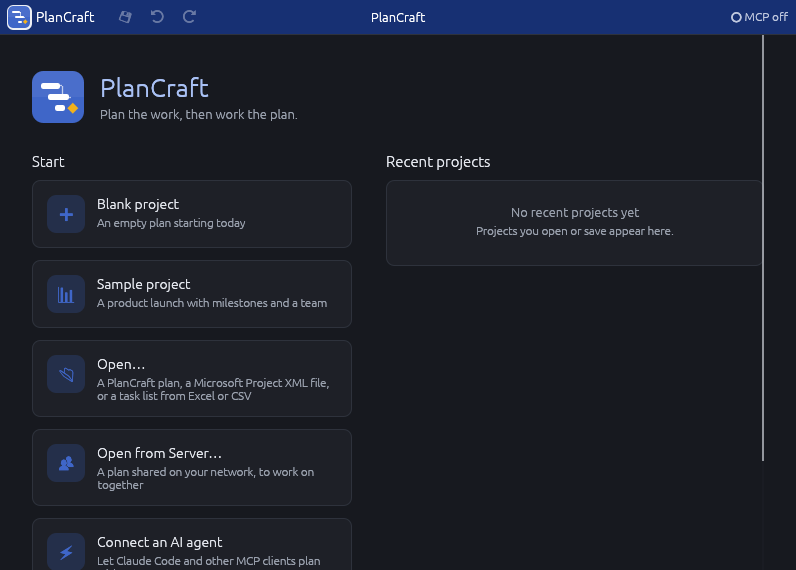 PlanCraft
PlanCraft
MCP off
PlanCraft
Plan the work, then work the plan.
Start
Blank project
An empty plan starting today
Sample project
A product launch with milestones and a team
Open…
A PlanCraft plan, a Microsoft Project XML file,
or a task list from Excel or CSV
Open from Server…
A plan shared on your network, to work on
together
Connect an AI agent
Let Claude Code and other MCP clients plan
Recent projects
No recent projects yet
Projects you open or save appear here.